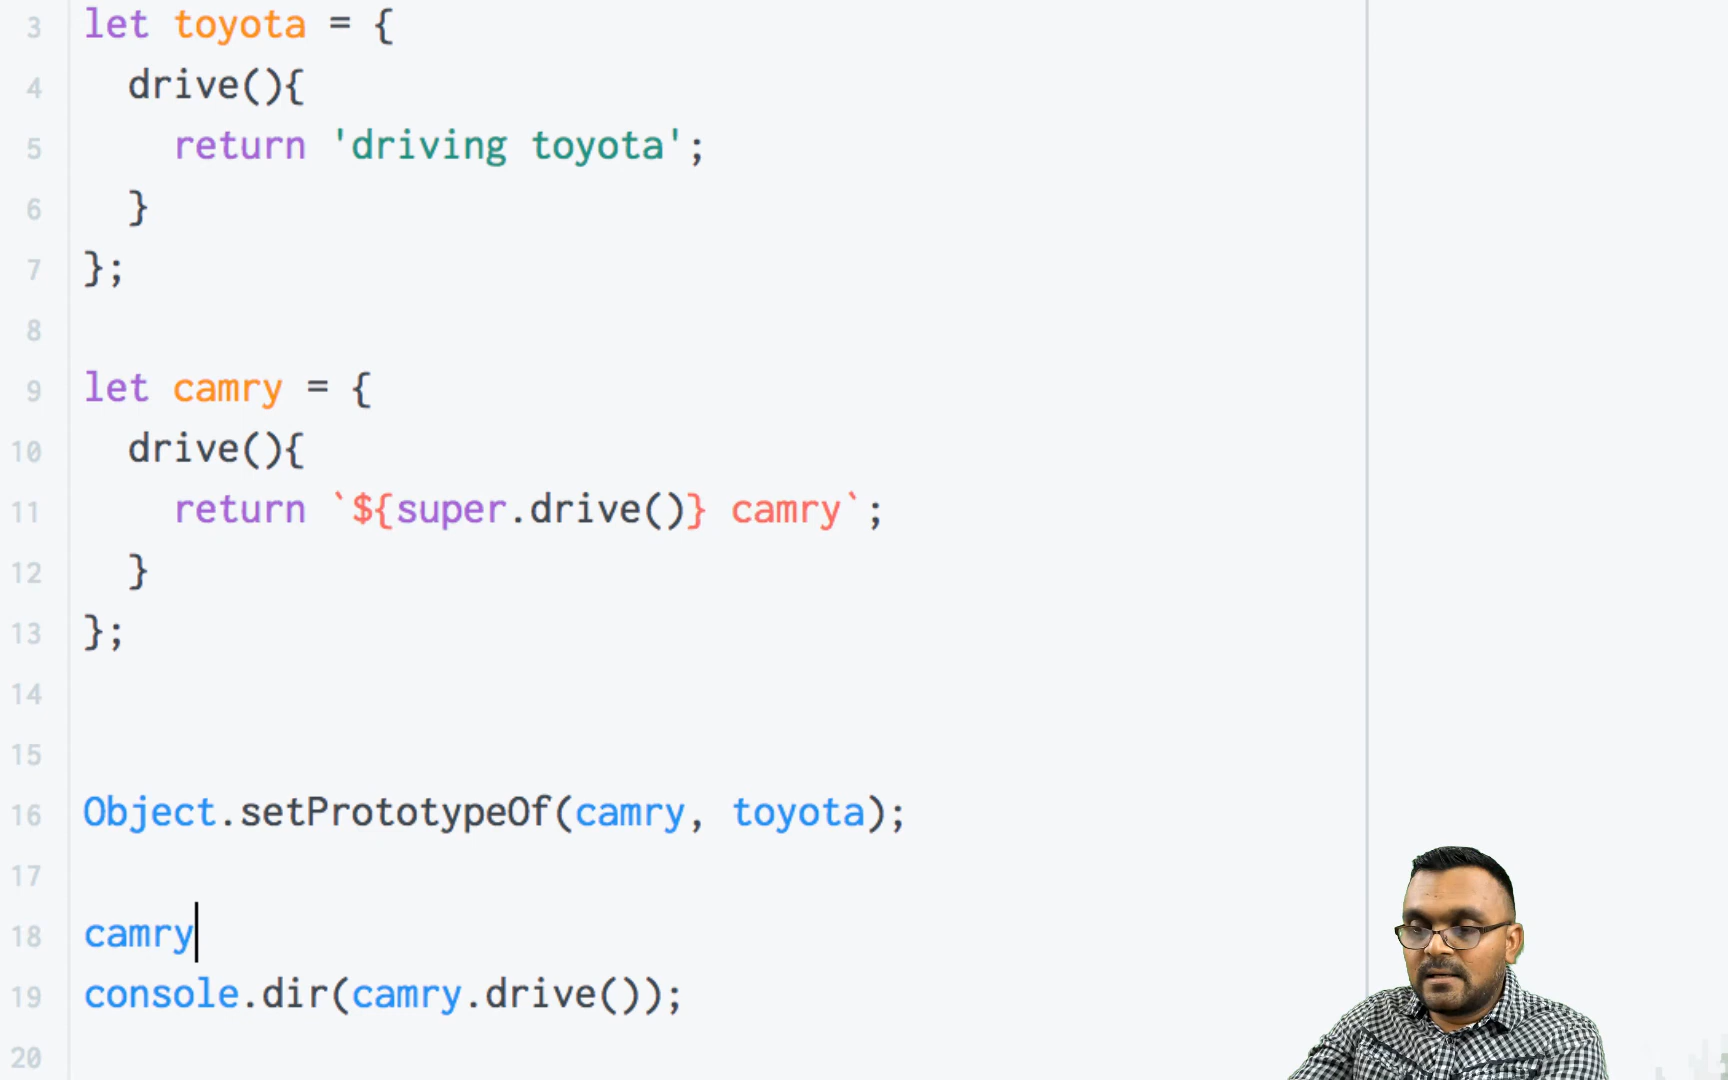 3 let toyota = {
4 drive(){
5 return 'driving toyota';
6 }
7 };
8
9 let camry = {
10 drive(){
11 return `${super.drive()} camry`;
12 }
13 };
14
15
16 Object.setPrototypeOf(camry, toyota);
17
18 camry
19 console.dir(camry.drive());
20